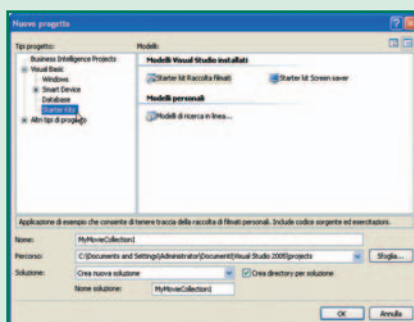 Nuovo progetto
Tipi progetto:
Modelli:
Business Intelligence Projects
Visual Basic
Windows
Smart Device
Database
Starter Kits
Altri tipi di progetto
Modelli Visual Studio installati
Starter kit Raccolta filmati
Starter kit Screen saver
Modelli personali
Modelli di ricerca in linea...
Applicazione di esempio che consente di tenere traccia della raccolta di filmati personali. Include codice sorgente ed esercitazioni.
Nome:
MyMovieCollection1
Percorso:
C:\Documents and Settings\Administrator\Documenti\Visual Studio 2005\projects
Sfoglia...
Soluzione:
Crea nuova soluzione
Crea directory per soluzione
Nome soluzione:
MyMovieCollection1
OK
Annulla